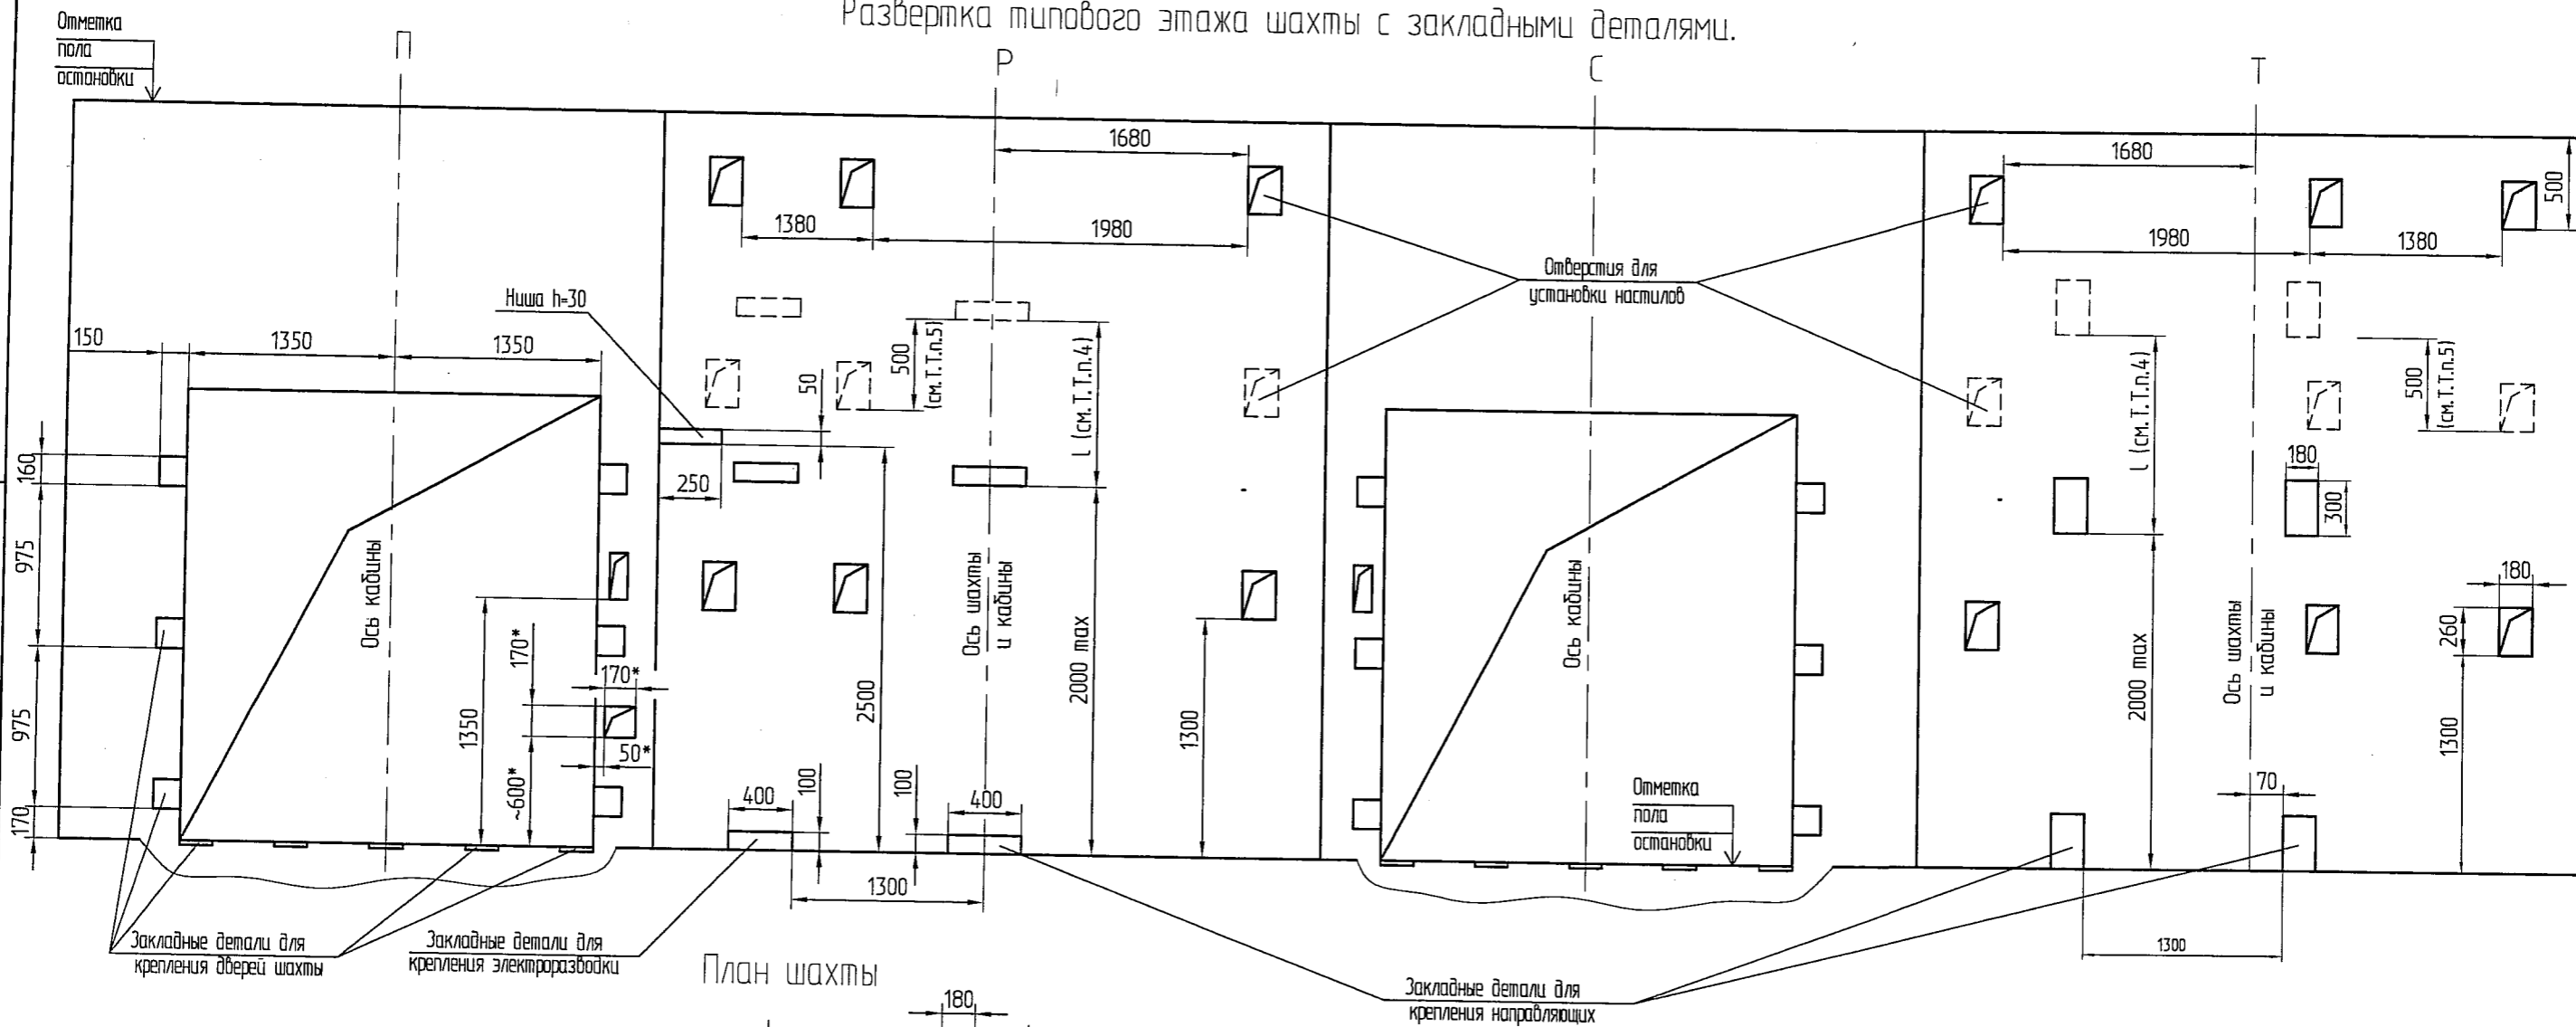 Развертка типового этажа шахты с закладными деталями.
Отметка
пола
остановки
П
Р
С
Т
1680
1680
500
1380
1980
1980
1380
Отверстия для
установки настилов
Ниша h=30
150
1350
1350
50
500
(см.Т.Т.п.5)
l (см.Т.Т.п.4)
l (см.Т.Т.п.4)
500
(см.Т.Т.п.5)
160
250
180
300
975
Ось кабины
Ось шахты
и кабины
Ось кабины
180
260
170*
170*
1350
2500
2000 max
1300
2000 max
Ось шахты
и кабины
1300
975
50*
~600*
170
400
100
100
400
Отметка
пола
остановки
70
1300
1300
Закладные детали для
крепления дверей шахты
Закладные детали для
крепления электроразводки
Закладные детали для
крепления направляющих
План шахты
180